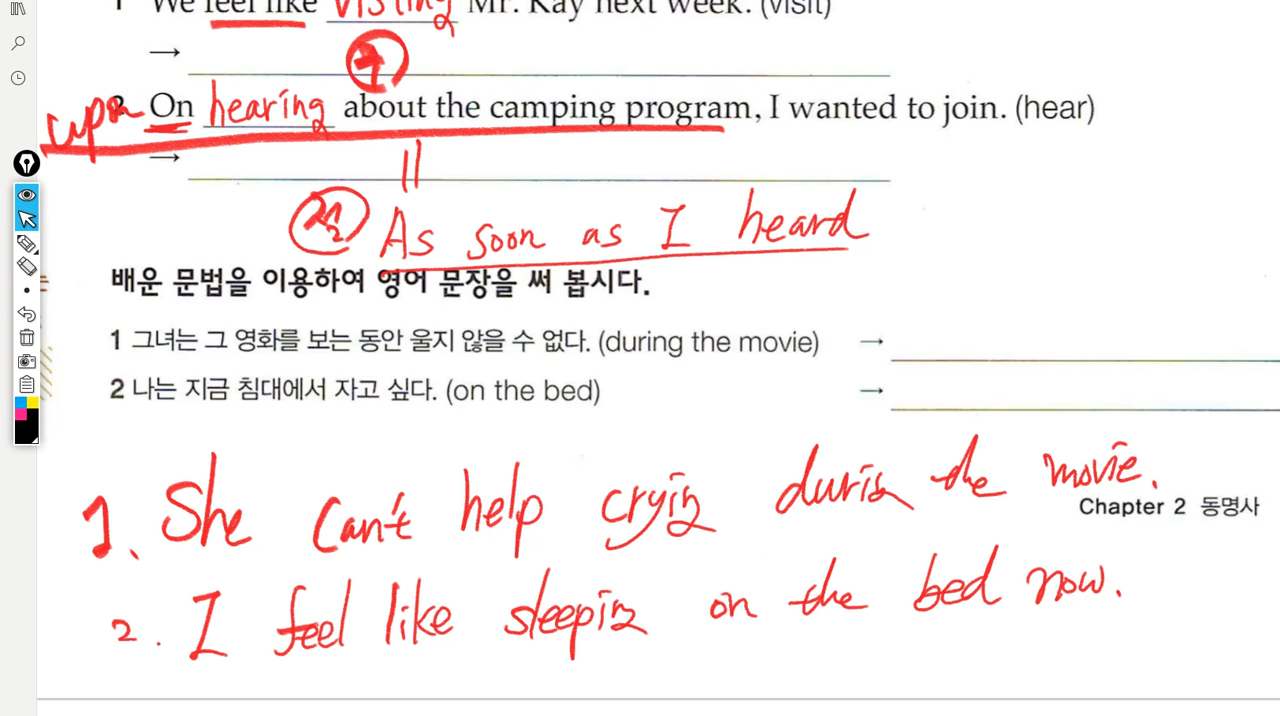 1 We feel like visting Mr. Kay next week. (visit)
→
구
upon 2 On hearing about the camping program, I wanted to join. (hear)
→
절 As soon as I heard
배운 문법을 이용하여 영어 문장을 써 봅시다.
1 그녀는 그 영화를 보는 동안 울지 않을 수 없다. (during the movie) →
2 나는 지금 침대에서 자고 싶다. (on the bed) →
1. She can't help crying during the movie.
Chapter 2 동명사
2. I feel like sleeping on the bed now.